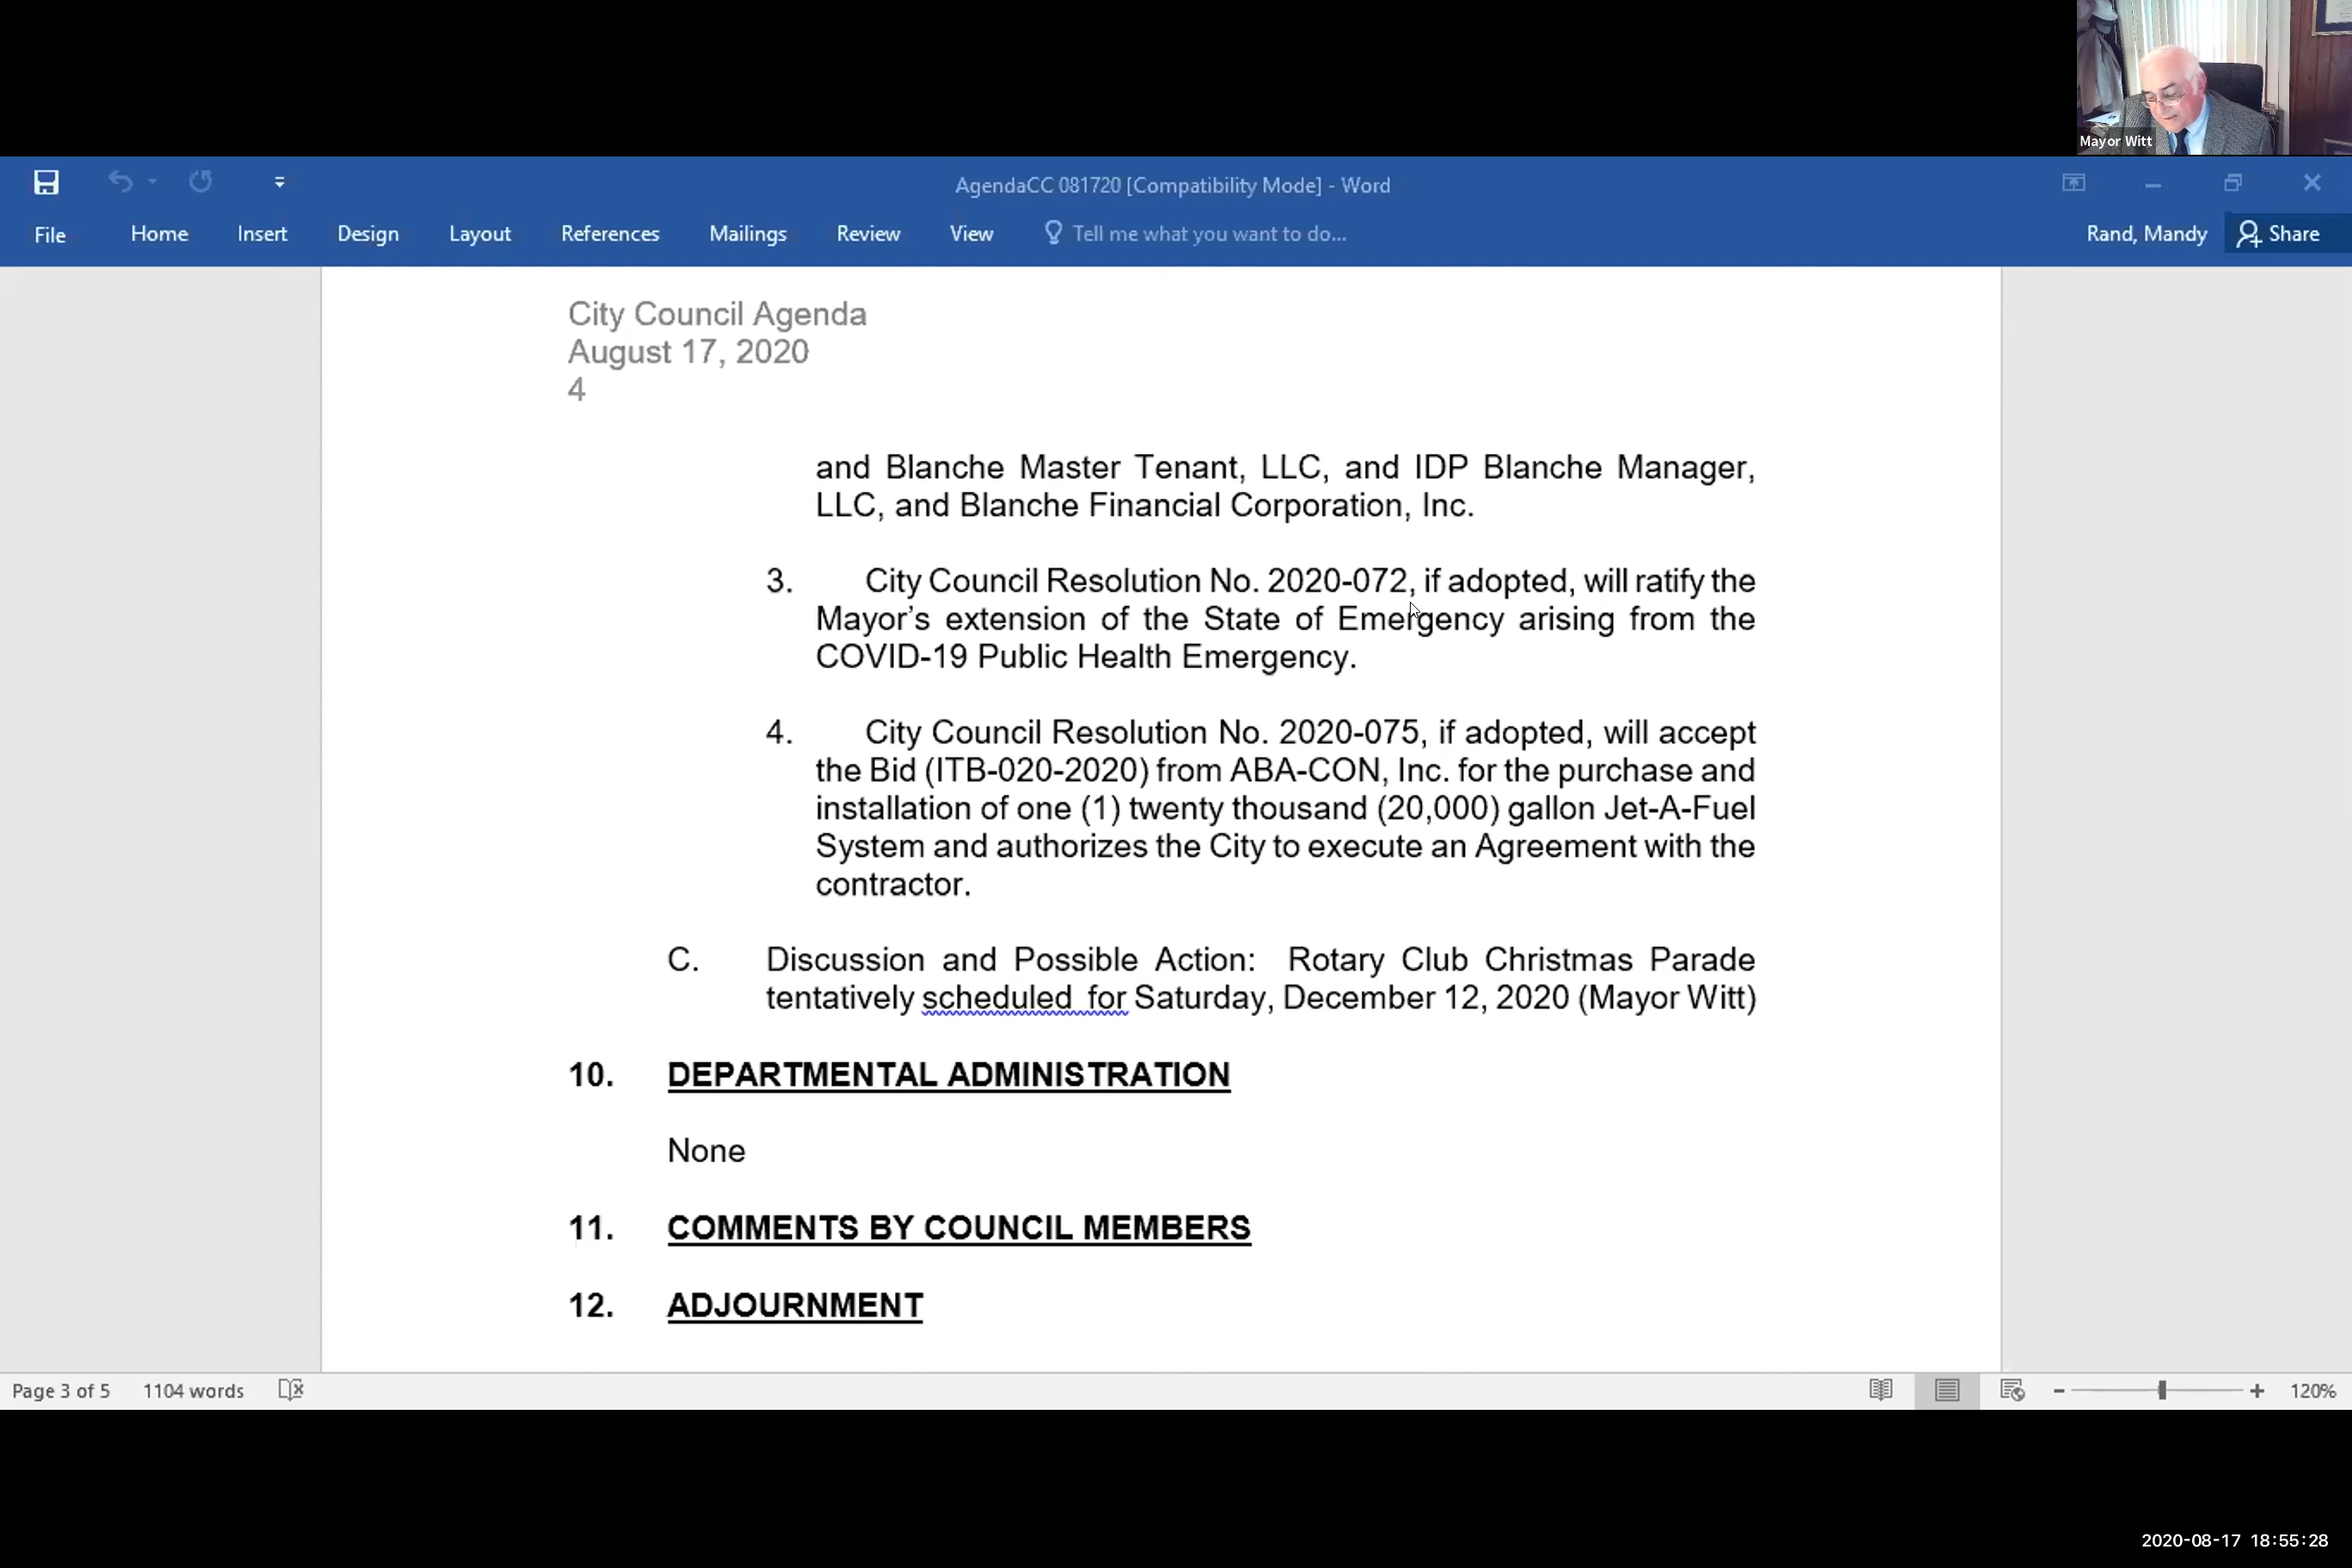 Mayor Witt
AgendaCC 081720 [Compatibility Mode] - Word
File Home Insert Design Layout References Mailings Review View Tell me what you want to do... Rand, Mandy Share
City Council Agenda
August 17, 2020
4
and Blanche Master Tenant, LLC, and IDP Blanche Manager,
LLC, and Blanche Financial Corporation, Inc.
3. City Council Resolution No. 2020-072, if adopted, will ratify the
Mayor’s extension of the State of Emergency arising from the
COVID-19 Public Health Emergency.
4. City Council Resolution No. 2020-075, if adopted, will accept
the Bid (ITB-020-2020) from ABA-CON, Inc. for the purchase and
installation of one (1) twenty thousand (20,000) gallon Jet-A-Fuel
System and authorizes the City to execute an Agreement with the
contractor.
C. Discussion and Possible Action: Rotary Club Christmas Parade
tentatively scheduled for Saturday, December 12, 2020 (Mayor Witt)
10. DEPARTMENTAL ADMINISTRATION
None
11. COMMENTS BY COUNCIL MEMBERS
12. ADJOURNMENT
Page 3 of 5 1104 words 120%
2020-08-17 18:55:28